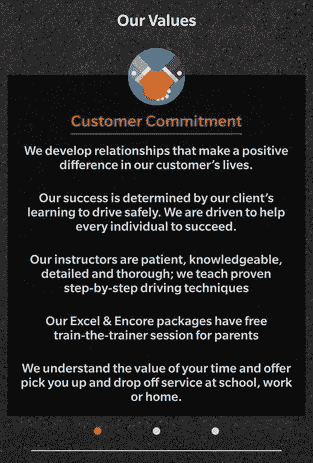 Our Values
Customer Commitment
We develop relationships that make a positive
difference in our customer's lives.
Our success is determined by our client's
learning to drive safely. We are driven to help
every individual to succeed.
Our instructors are patient, knowledgeable,
detailed and thorough; we teach proven
step-by-step driving techniques
Our Excel & Encore packages have free
train-the-trainer session for parents
We understand the value of your time and offer
pick you up and drop off service at school, work
or home.